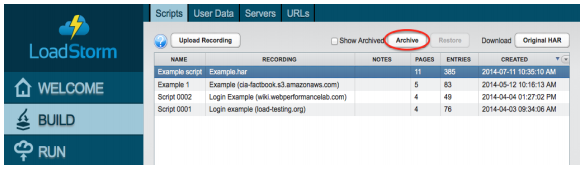 Scripts User Data Servers URLs
LoadStorm
Upload Recording Show Archived Archive Restore Download Original HAR
NAME RECORDING NOTES PAGES ENTRIES CREATED
Example script Example.har 11 385 2014-07-11 10:35:10 AM
Example 1 Example (cia-factbook.s3.amazonaws.com) 5 83 2014-05-12 10:16:13 AM
Script 0002 Login Example (wiki.webperformancelab.com) 4 49 2014-04-04 01:27:02 PM
Script 0001 Login example (load-testing.org) 4 76 2014-04-03 09:34:06 AM
WELCOME
BUILD
RUN